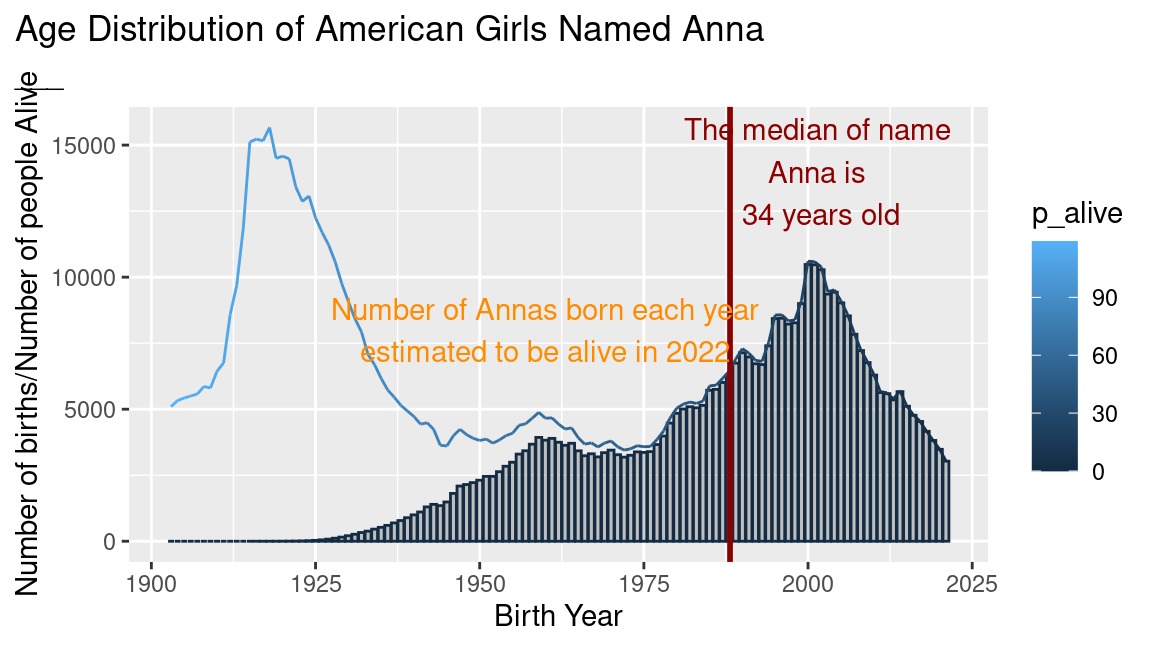 Age Distribution of American Girls Named Anna
__
Number of births/Number of people Alive
15000
10000
5000
0
The median of name
Anna is
34 years old
Number of Annas born each year
estimated to be alive in 2022
1900
1925
1950
1975
2000
2025
Birth Year
p_alive
90
60
30
0